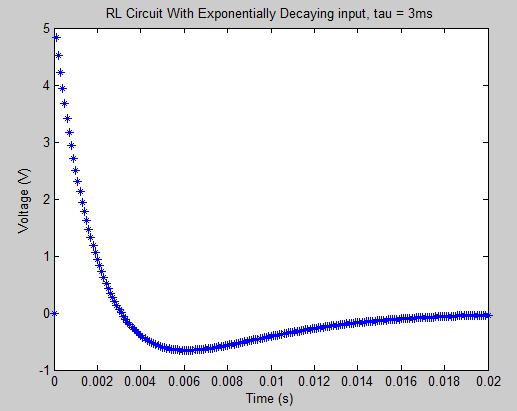 RL Circuit With Exponentially Decaying input, tau = 3ms
5
4
3
2
1
0
-1
Voltage (V)
0 0.002 0.004 0.006 0.008 0.01 0.012 0.014 0.016 0.018 0.02
Time (s)